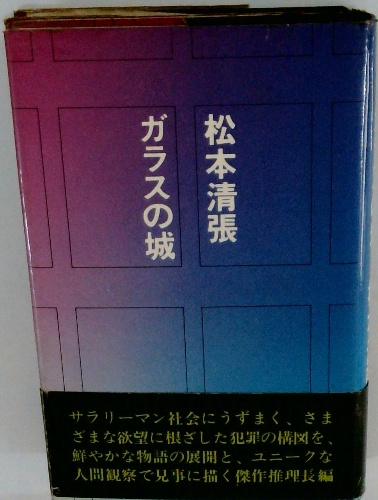 松本清張
ガラスの城
サラリーマン社会にうずまく、さま
ざまな欲望に根ざした犯罪の構図を、
鮮やかな物語の展開と、ユニークな
人間観察で見事に描く傑作推理長編